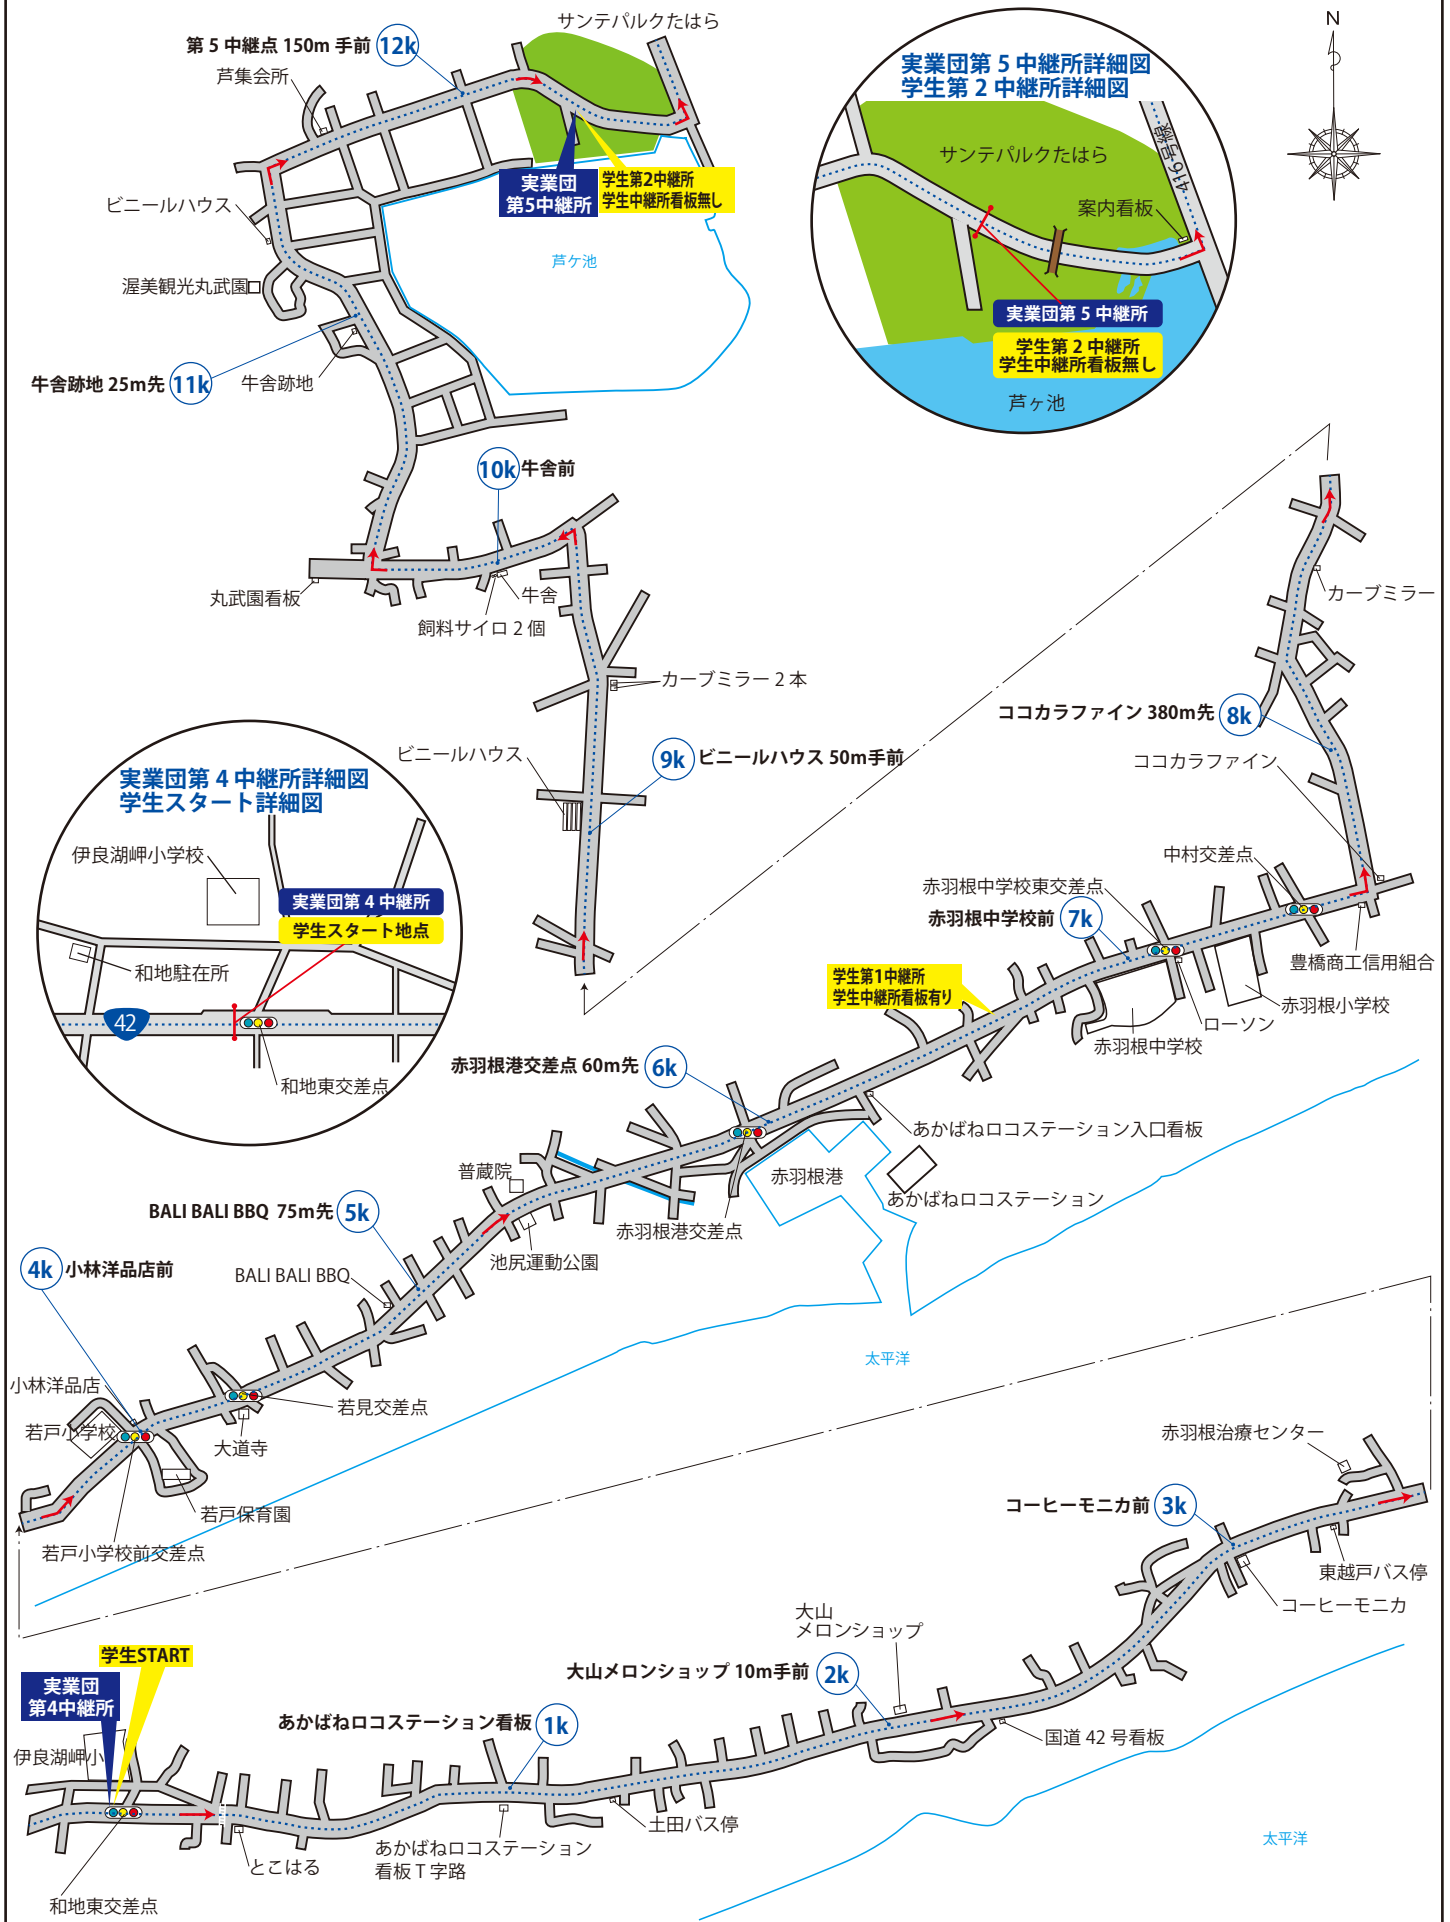 サンテパルクたはら
第5中継点 150m 手前 12k
芦集会所
実業団
第5中継所
学生第2中継所
学生中継所看板無し
ビニールハウス
芦ケ池
渥美観光丸武園
牛舎跡地 25m先 11k
牛舎跡地
実業団第5中継所詳細図
学生第2中継所詳細図
N
416号線
サンテパルクたはら
案内看板
実業団第5中継所
学生第2中継所
学生中継所看板無し
芦ヶ池
10k 牛舎前
丸武園看板
牛舎
飼料サイロ2個
カーブミラー2本
カーブミラー
ココカラファイン 380m先 8k
ココカラファイン
ビニールハウス
9k ビニールハウス 50m手前
実業団第4中継所詳細図
学生スタート詳細図
伊良湖岬小学校
実業団第4中継所
学生スタート地点
和地駐在所
42
和地東交差点
中村交差点
赤羽根中学校東交差点
赤羽根中学校前 7k
豊橋商工信用組合
学生第1中継所
学生中継所看板有り
赤羽根小学校
ローソン
赤羽根中学校
赤羽根港交差点 60m先 6k
あかばねロコステーション入口看板
普蔵院
赤羽根港
あかばねロコステーション
BALI BALI BBQ 75m先 5k
赤羽根港交差点
池尻運動公園
4k 小林洋品店前
BALI BALI BBQ
太平洋
小林洋品店
若見交差点
若戸小学校
大道寺
若戸保育園
若戸小学校前交差点
赤羽根治療センター
コーヒーモニカ前 3k
東越戸バス停
コーヒーモニカ
大山
メロンショップ
学生START
実業団
第4中継所
大山メロンショップ 10m手前 2k
あかばねロコステーション看板 1k
国道42号看板
伊良湖岬小
土田バス停
太平洋
あかばねロコステーション
看板T字路
とこはる
和地東交差点